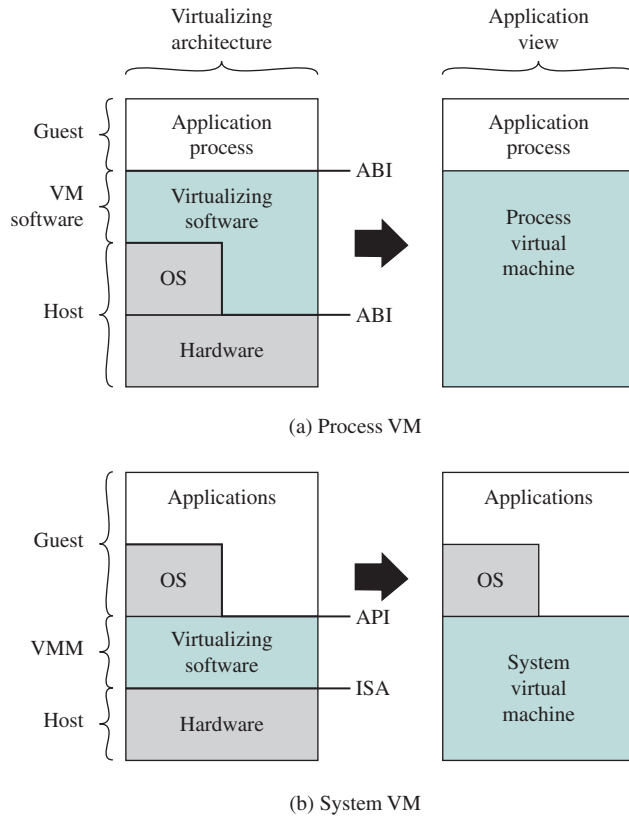 Virtualizing
architecture
Application
view
Guest
Application
process
ABI
Application
process
VM
software
Virtualizing
software
Process
virtual
machine
Host
OS
ABI
Hardware
(a) Process VM
Guest
Applications
Applications
OS
OS
API
VMM
Virtualizing
software
ISA
System
virtual
machine
Host
Hardware
(b) System VM